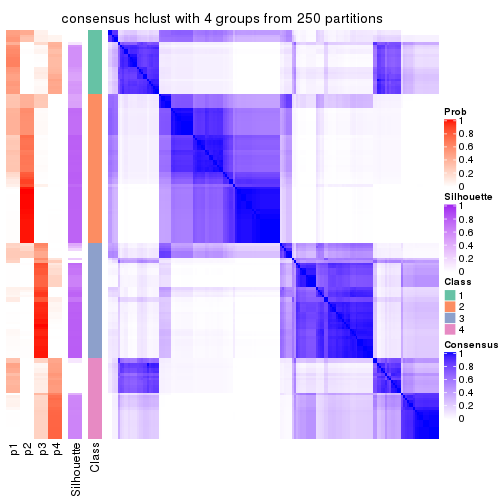 consensus hclust with 4 groups from 250 partitions
Prob
1
0.8
0.6
0.4
0.2
0
Silhouette
1
0.8
0.6
0.4
0.2
0
Class
1
2
3
4
Consensus
1
0.8
0.6
0.4
0.2
0
p1
p2
p3
p4
Silhouette
Class